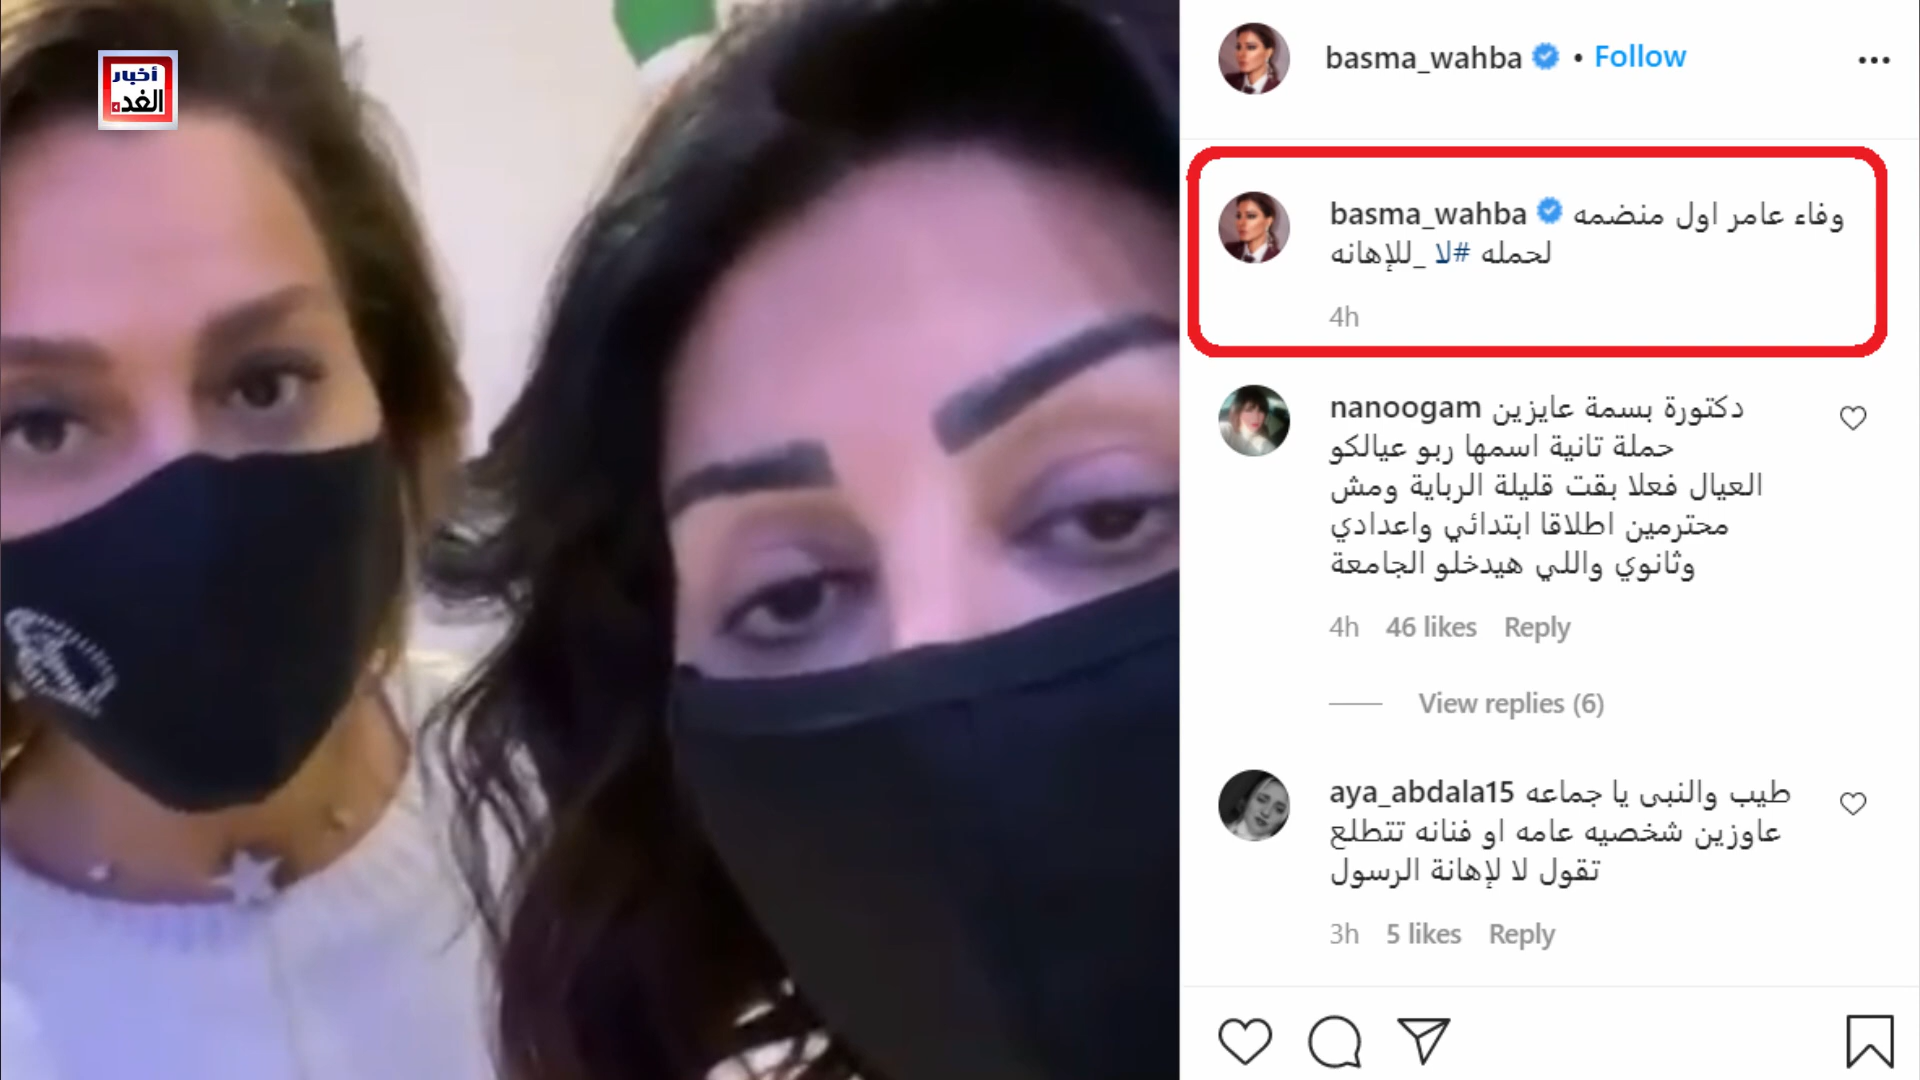 أخبار
الغد
basma_wahba • Follow
basma_wahba وفاء عامر اول منضمه
لحمله #لا _للإهانه
4h
nanoogam دكتورة بسمة عايزين
حملة تانية اسمها ربو عيالكو
العيال فعلا بقت قليلة الرباية ومش
محترمين اطلاقا ابتدائي واعدادي
وثانوي واللي هيدخلو الجامعة
4h 46 likes Reply
View replies (6)
aya_abdala15 طيب والنبى يا جماعه
عاوزين شخصيه عامه او فنانه تتطلع
تقول لا لإهانة الرسول
3h 5 likes Reply